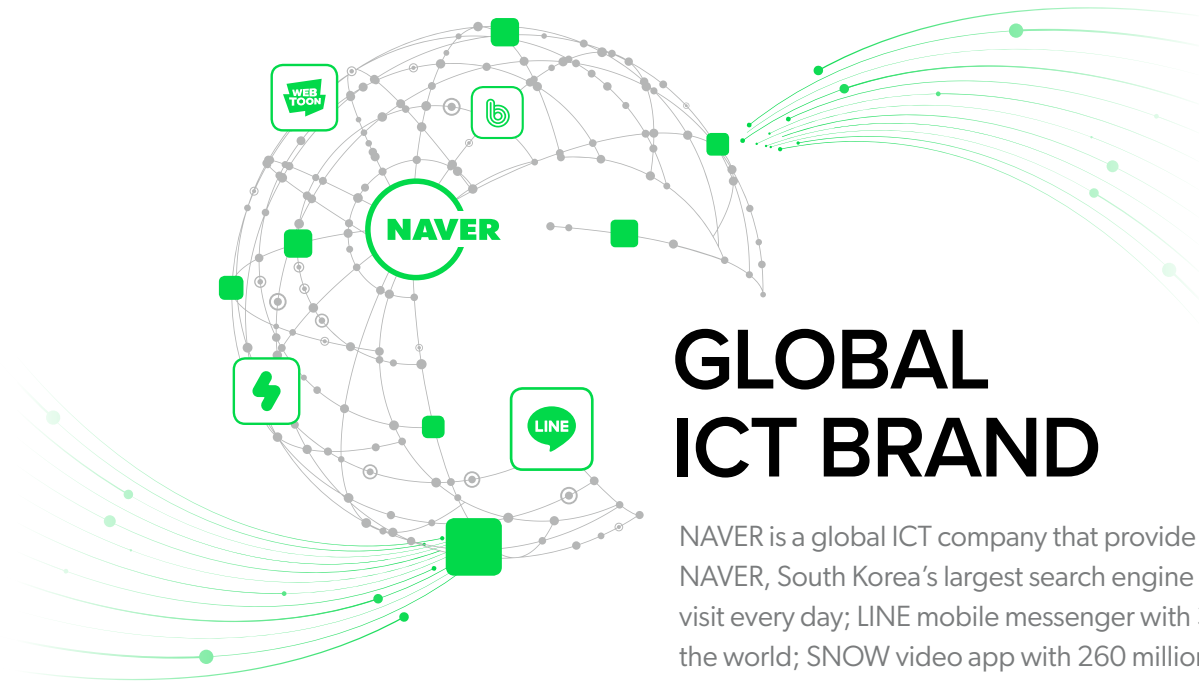 WEB
TOON
b
NAVER
LINE
GLOBAL
ICT BRAND
NAVER is a global ICT company that provide
NAVER, South Korea's largest search engine
visit every day; LINE mobile messenger with
the world; SNOW video app with 260 million